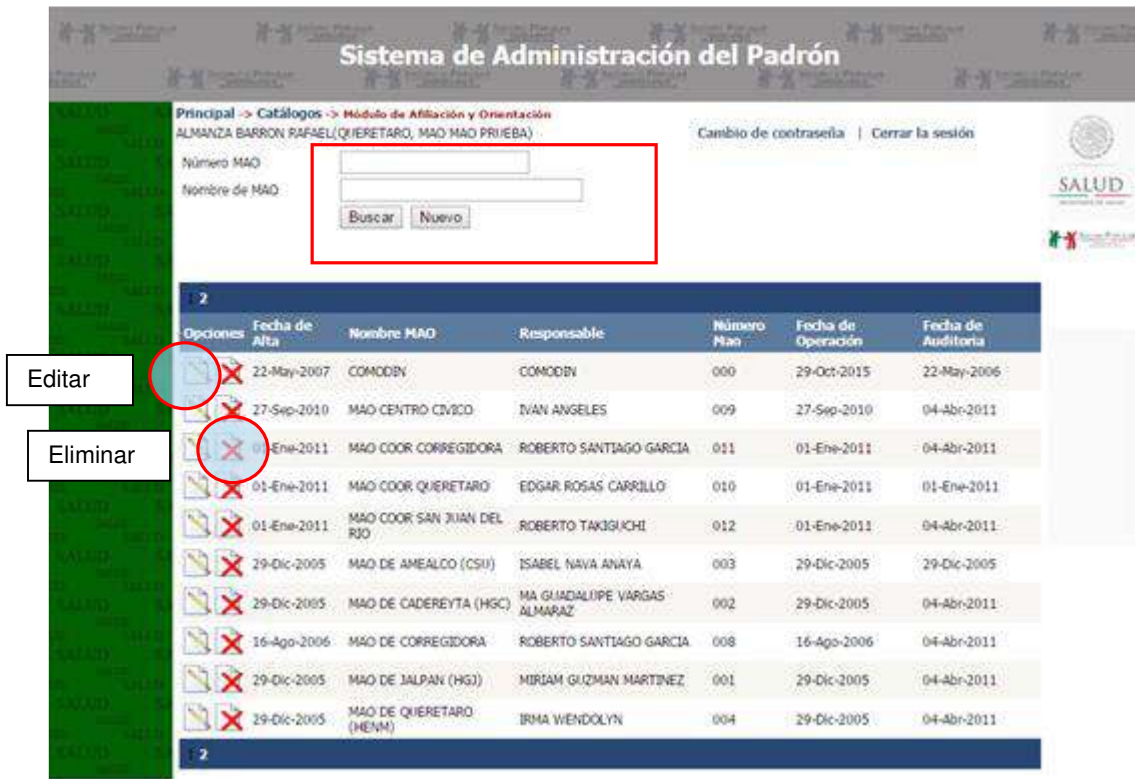 Sistema de Administración del Padrón
Principal -> Catálogos -> Módulo de Afiliación y Orientación
ALMANZA BARRON RAFAEL(QUERETARO, MAO MAO PRUEBA)
Cambio de contraseña | Cerrar la sesión
Número MAO
Nombre de MAO
Buscar Nuevo
SALUD
1 2
Opciones Fecha de Alta Nombre MAO Responsable Número Mao Fecha de Operación Fecha de Auditoria
Editar
22-May-2007 COMODIN COMODIN 000 29-Oct-2015 22-May-2006
27-Sep-2010 MAO CENTRO CIVICO IVAN ANGELES 009 27-Sep-2010 04-Abr-2011
Eliminar
01-Ene-2011 MAO COOR CORREGIDORA ROBERTO SANTIAGO GARCIA 011 01-Ene-2011 04-Abr-2011
01-Ene-2011 MAO COOR QUERETARO EDGAR ROSAS CARRILLO 010 01-Ene-2011 01-Ene-2011
01-Ene-2011 MAO COOR SAN JUAN DEL RIO ROBERTO TAKIGUCHI 012 01-Ene-2011 04-Abr-2011
29-Dic-2005 MAO DE AMEALCO (CSU) ISABEL NAVA ANAYA 003 29-Dic-2005 29-Dic-2005
29-Dic-2005 MAO DE CADEREYTA (HGC) MA GUADALUPE VARGAS ALMARAZ 002 29-Dic-2005 04-Abr-2011
16-Ago-2006 MAO DE CORREGIDORA ROBERTO SANTIAGO GARCIA 008 16-Ago-2006 04-Abr-2011
29-Dic-2005 MAO DE JALPAN (HGJ) MIRIAM GUZMAN MARTINEZ 001 29-Dic-2005 04-Abr-2011
29-Dic-2005 MAO DE QUERETARO (HENM) IRMA WENDOLYN 004 29-Dic-2005 04-Abr-2011
1 2